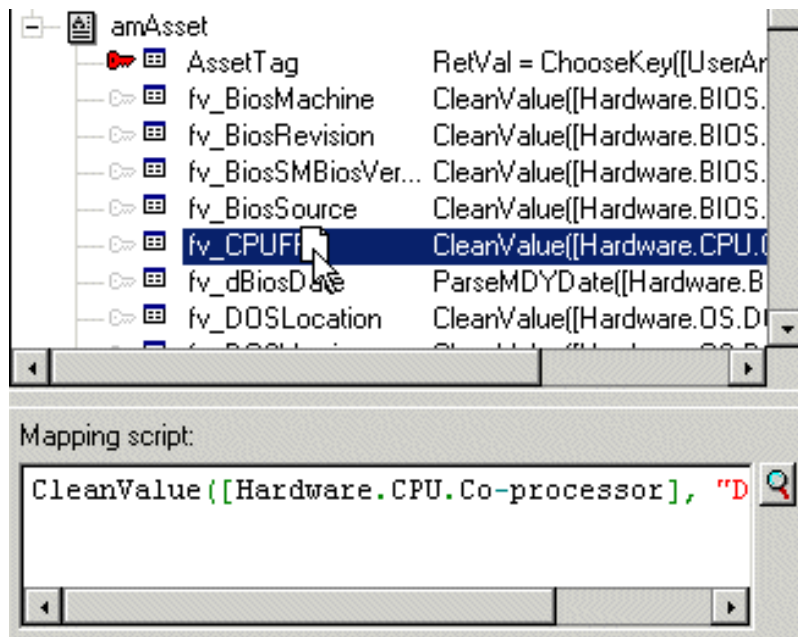 amAsset
AssetTag RetVal = ChooseKey([UserAr
fv_BiosMachine CleanValue([Hardware.BIOS.
fv_BiosRevision CleanValue([Hardware.BIOS.
fv_BiosSMBiosVer... CleanValue([Hardware.BIOS.
fv_BiosSource CleanValue([Hardware.BIOS.
CleanValue([Hardware.CPU.C
fv_dBiosDate ParseMDYDate([Hardware.B
fv_DOSLocation CleanValue([Hardware.OS.D
Mapping script:
CleanValue([Hardware.CPU.Co-processor], "D